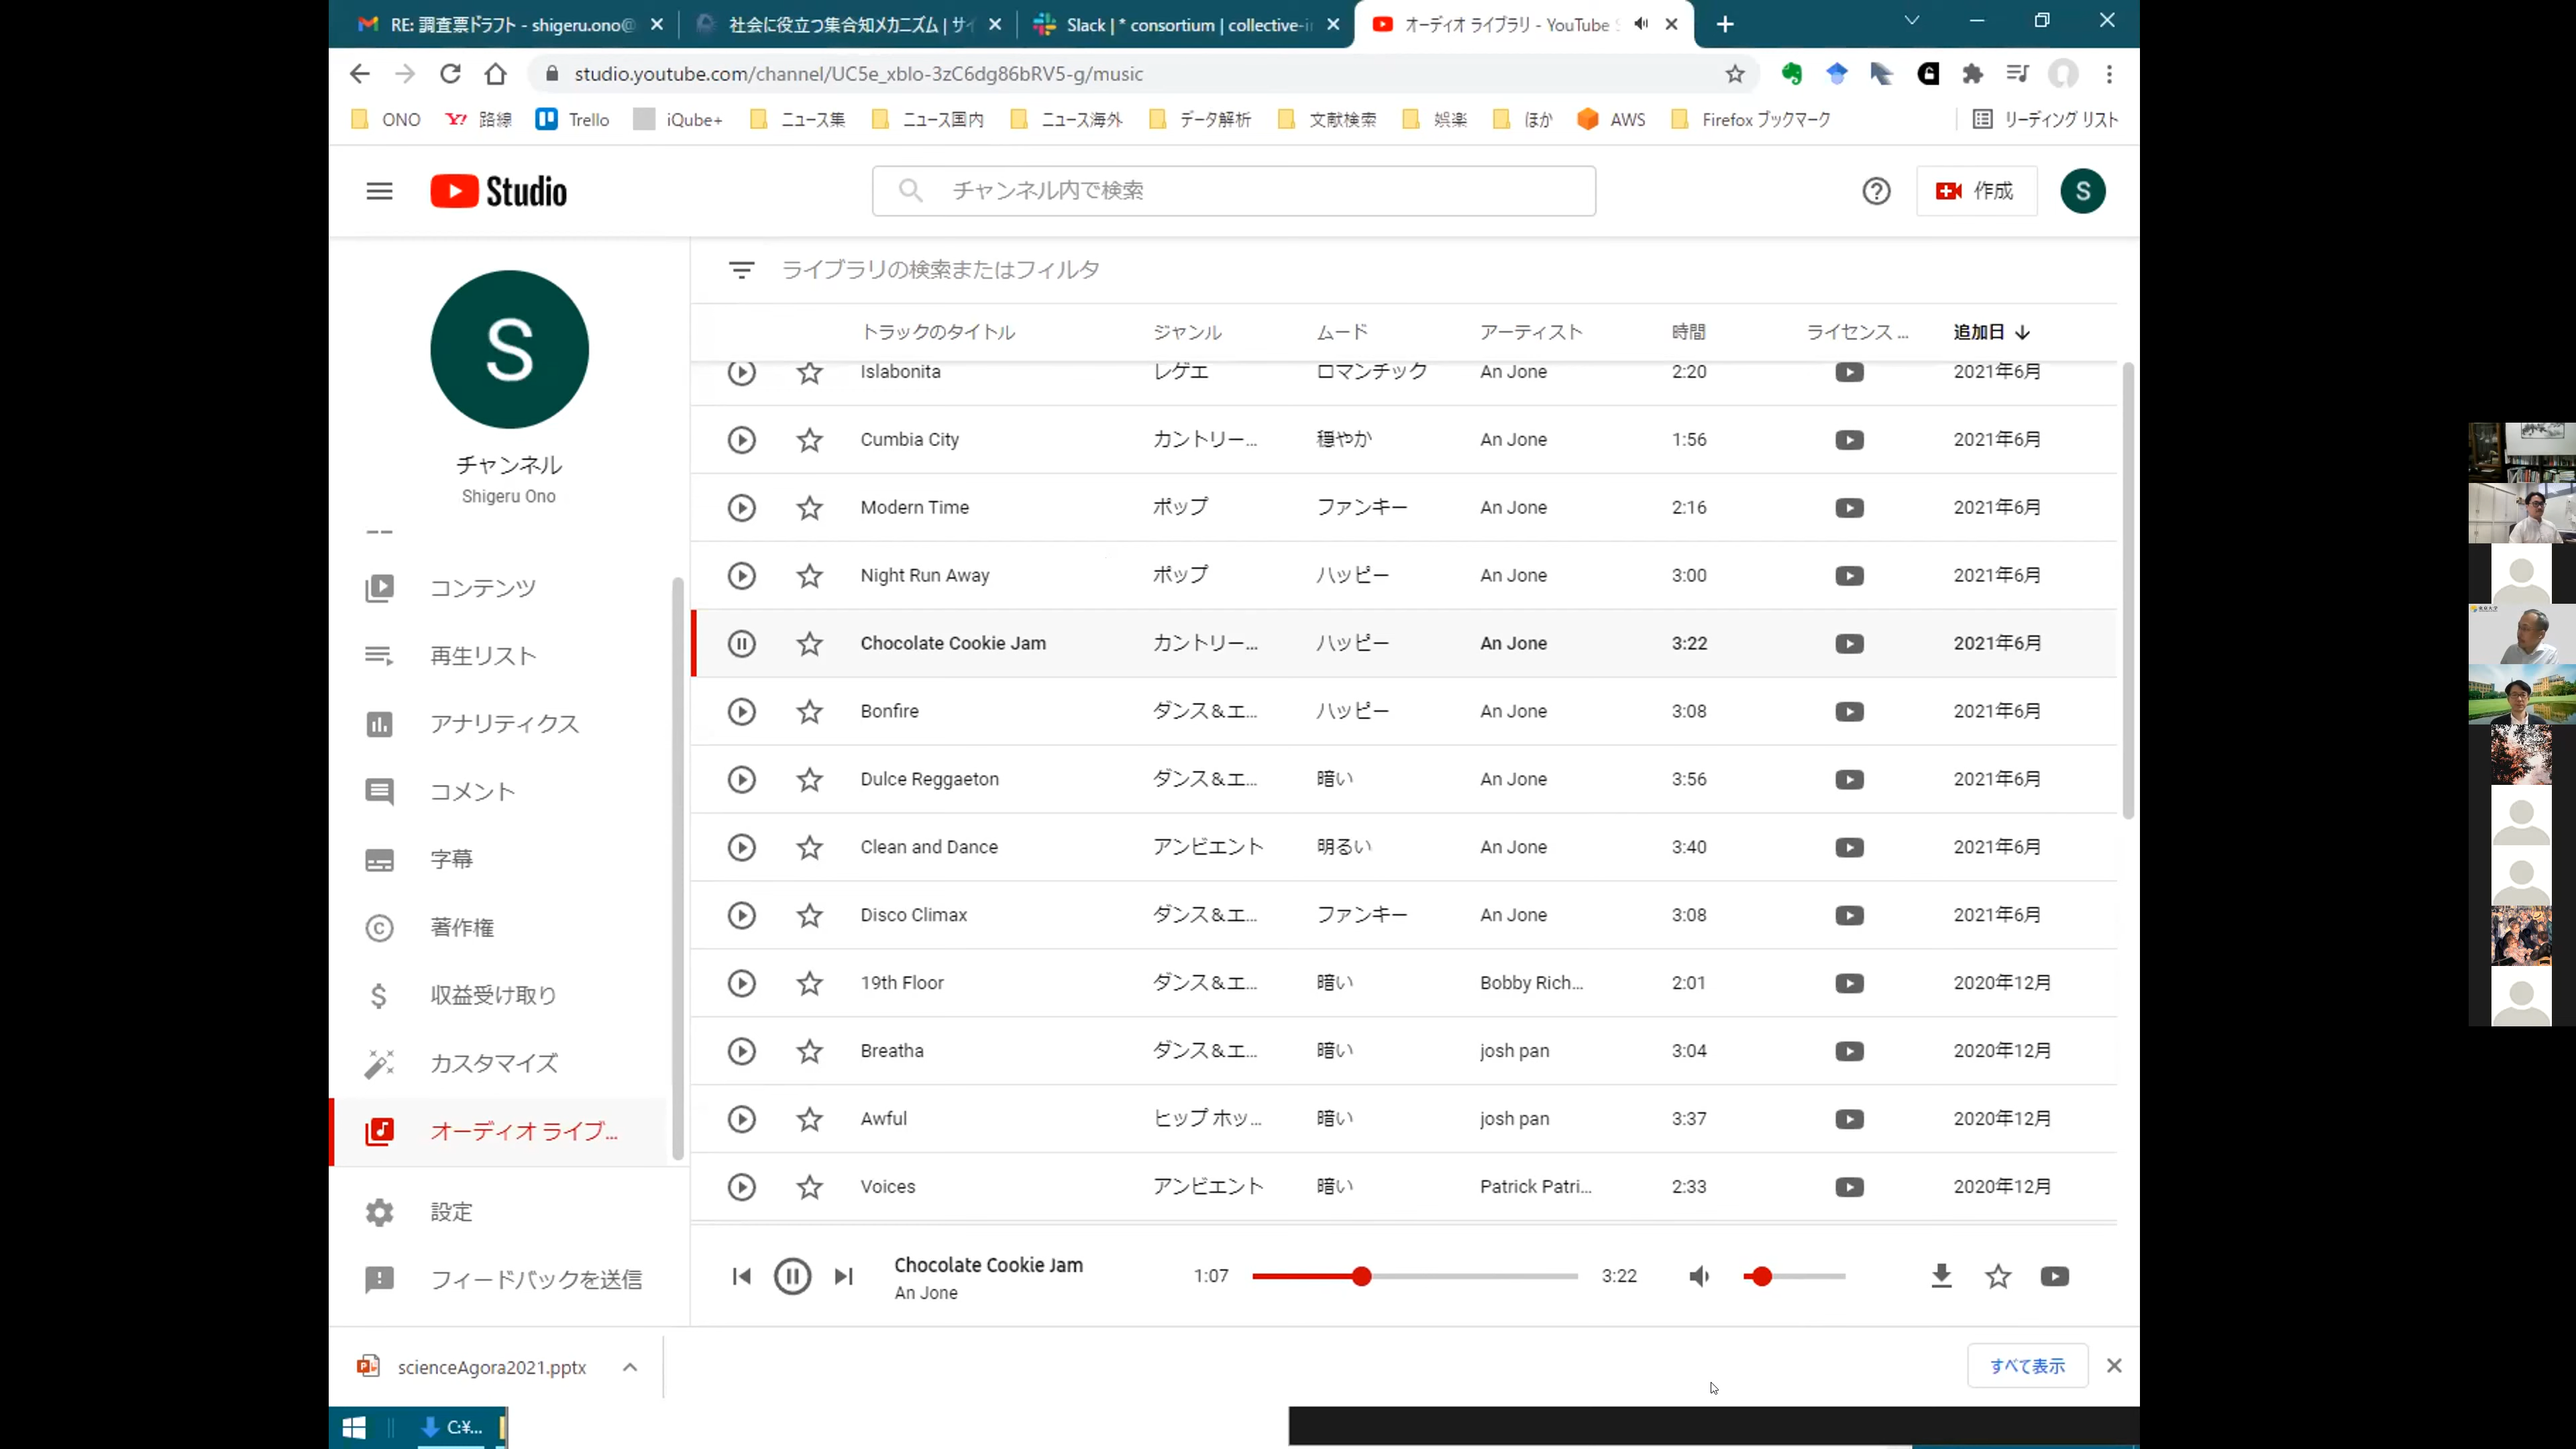 RE: 調査票ドラフト - shigeru.ono@
社会に役立つ集合知メカニズム | サイ
Slack | * consortium | collective-i
オーディオ ライブラリ - YouTube S
studio.youtube.com/channel/UC5e_xblo-3zC6dg86bRV5-g/music
ONO
路線
Trello
iQube+
ニュース集
ニュース国内
ニュース海外
データ解析
文献検索
娯楽
ほか
AWS
Firefox ブックマーク
リーディング リスト
Studio
チャンネル内で検索
作成
S
S
チャンネル
Shigeru Ono
コンテンツ
再生リスト
アナリティクス
コメント
字幕
著作権
収益受け取り
カスタマイズ
オーディオ ライブ...
設定
フィードバックを送信
ライブラリの検索またはフィルタ
トラックのタイトル ジャンル ムード アーティスト 時間 ライセンス ... 追加日
Islabonita レゲエ ロマンチック An Jone 2:20 2021年6月
Cumbia City カントリー... 穏やか An Jone 1:56 2021年6月
Modern Time ポップ ファンキー An Jone 2:16 2021年6月
Night Run Away ポップ ハッピー An Jone 3:00 2021年6月
Chocolate Cookie Jam カントリー... ハッピー An Jone 3:22 2021年6月
Bonfire ダンス＆エ... ハッピー An Jone 3:08 2021年6月
Dulce Reggaeton ダンス＆エ... 暗い An Jone 3:56 2021年6月
Clean and Dance アンビエント 明るい An Jone 3:40 2021年6月
Disco Climax ダンス＆エ... ファンキー An Jone 3:08 2021年6月
19th Floor ダンス＆エ... 暗い Bobby Rich... 2:01 2020年12月
Breatha ダンス＆エ... 暗い josh pan 3:04 2020年12月
Awful ヒップ ホッ... 暗い josh pan 3:37 2020年12月
Voices アンビエント 暗い Patrick Patri... 2:33 2020年12月
Chocolate Cookie Jam
An Jone
1:07
3:22
scienceAgora2021.pptx
すべて表示
C:¥...